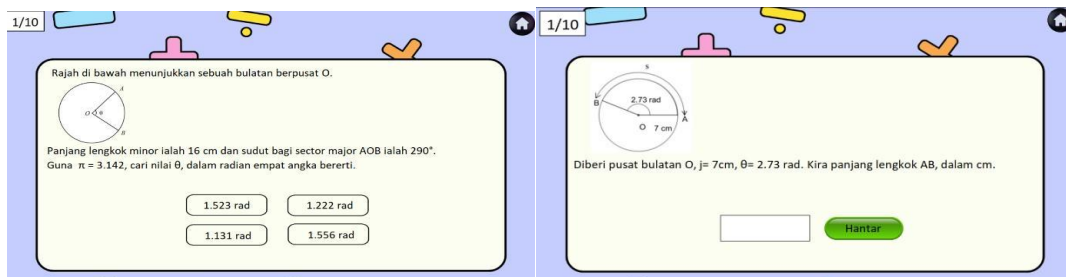 1/10
Rajah di bawah menunjukkan sebuah bulatan berpusat O.
A
O
θ
B
Panjang lengkok minor ialah 16 cm dan sudut bagi sector major AOB ialah 290°.
Guna π = 3.142, cari nilai θ, dalam radian empat angka bererti.
1.523 rad
1.222 rad
1.131 rad
1.556 rad
1/10
s
B
2.73 rad
A
O
7 cm
Diberi pusat bulatan O, j= 7cm, θ= 2.73 rad. Kira panjang lengkok AB, dalam cm.
Hantar